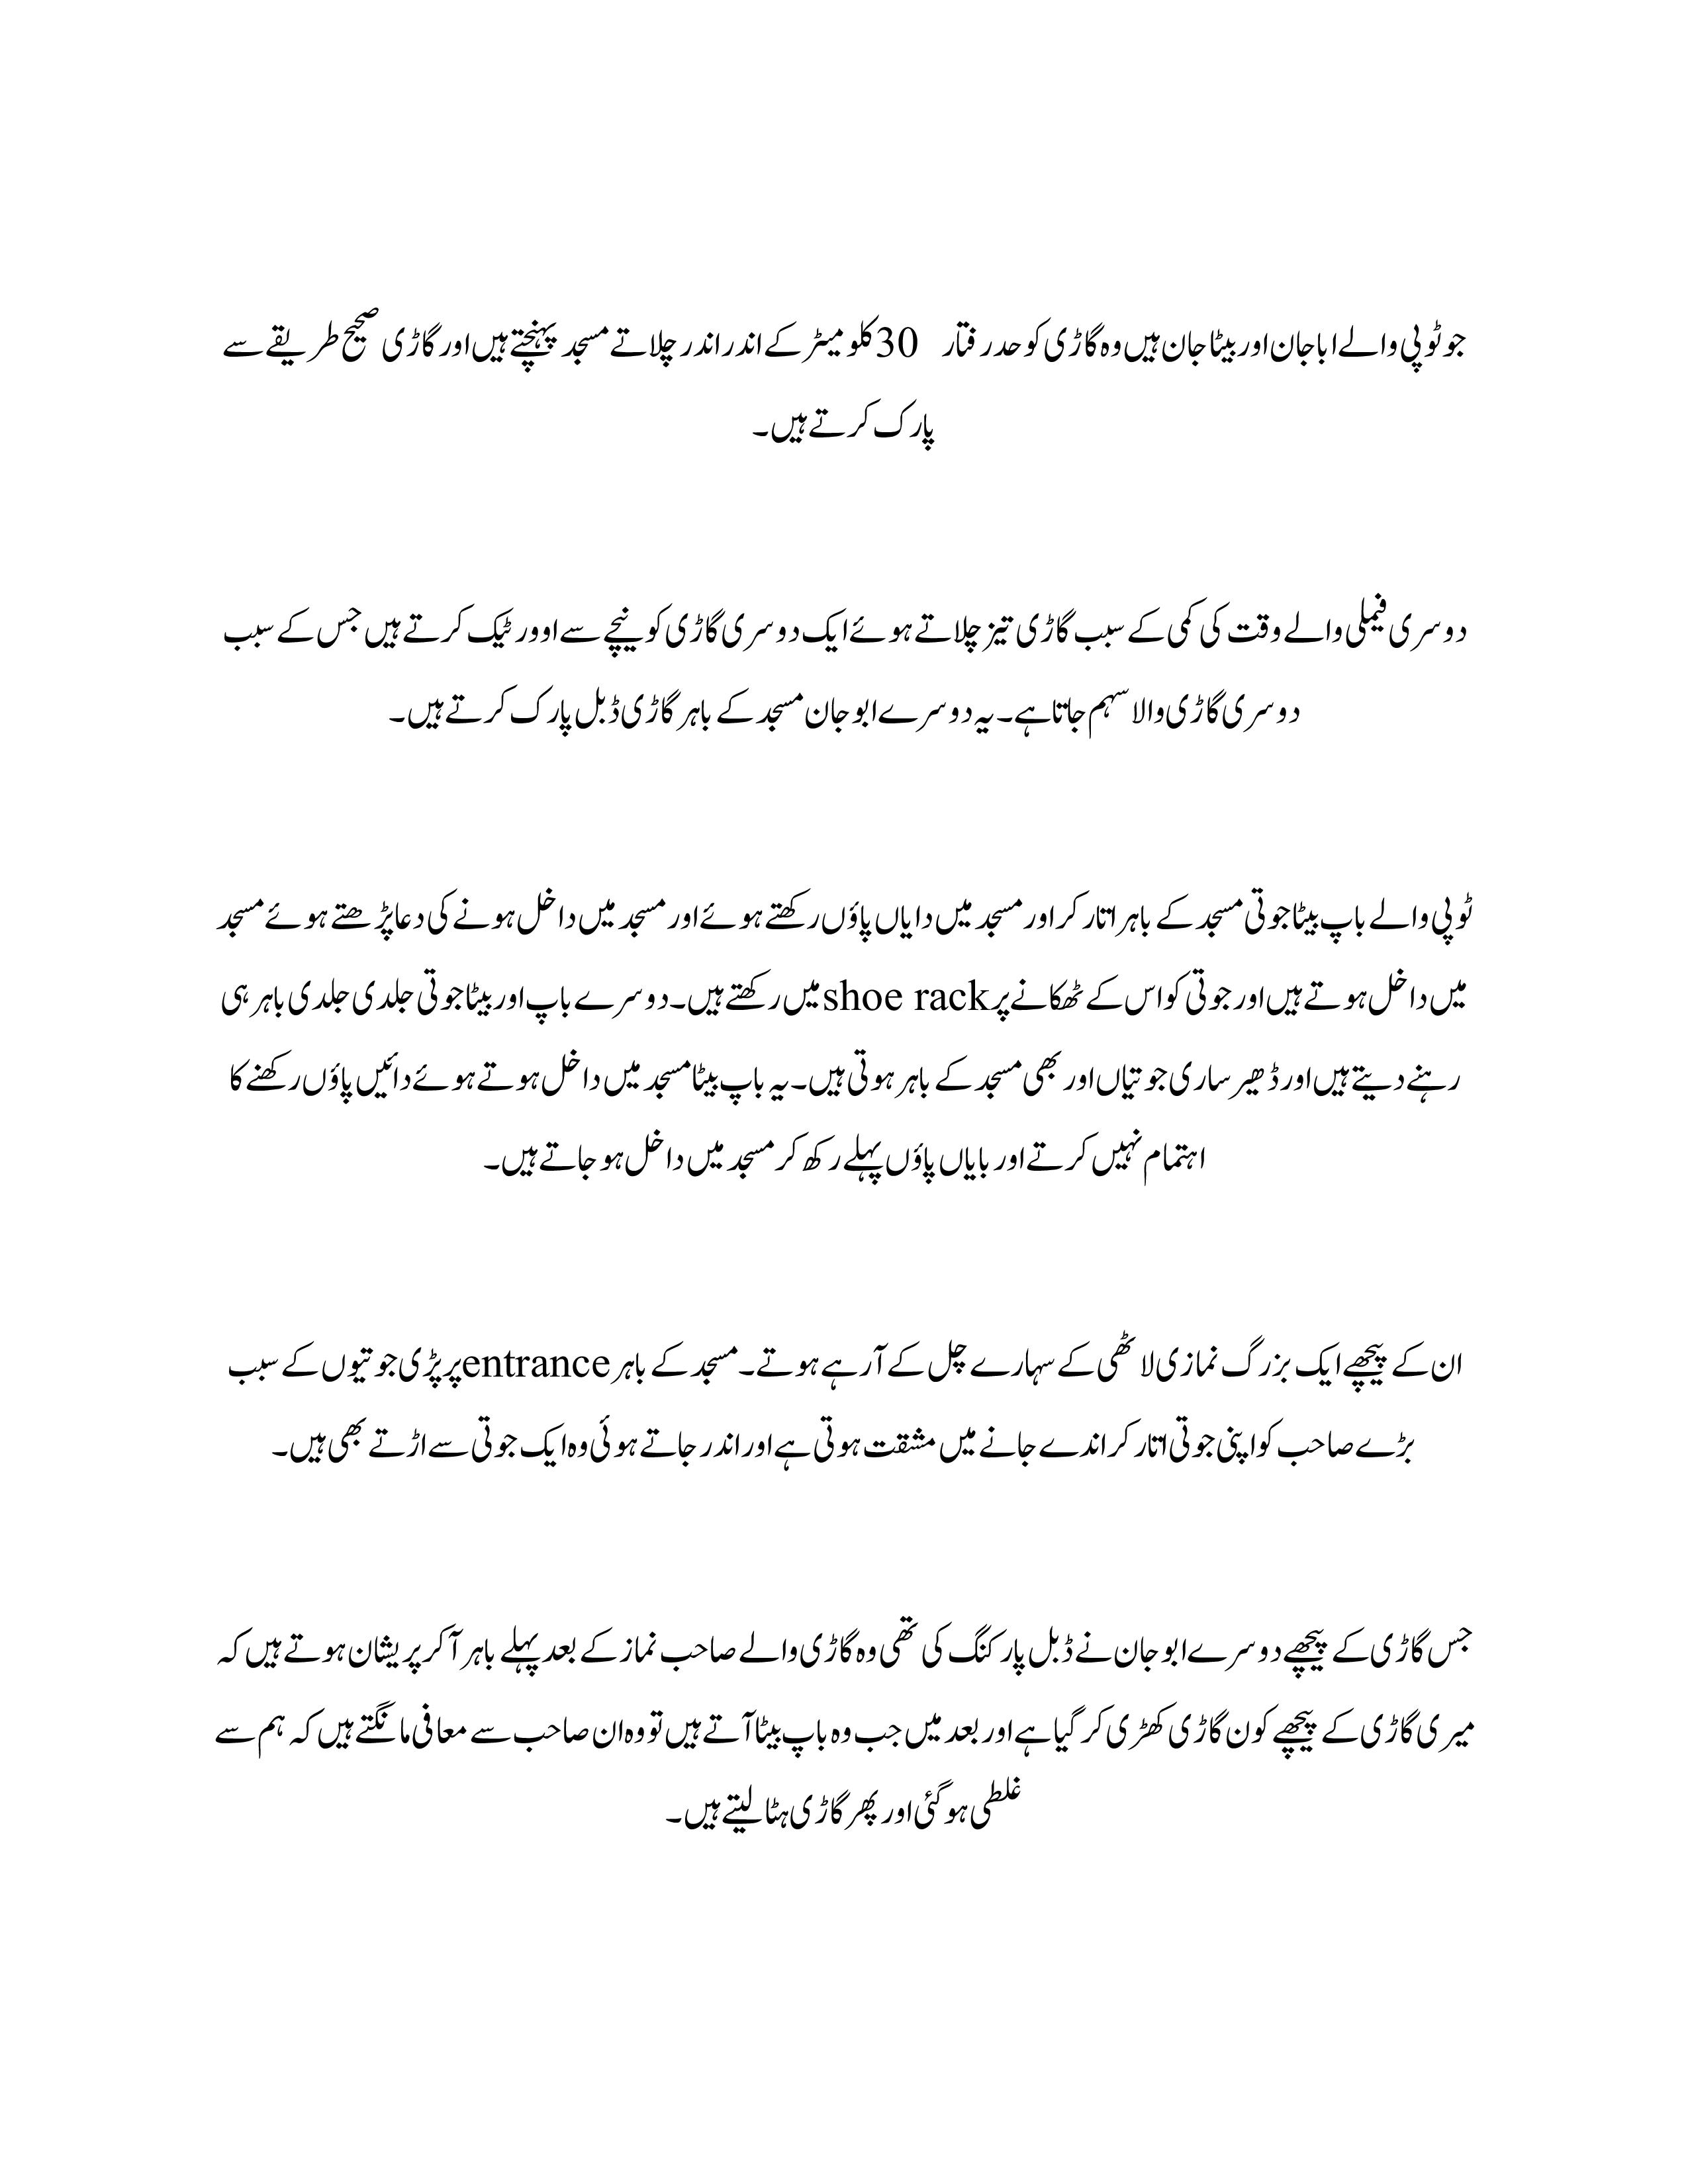 جو ٹوپی والے ابا جان اور بیٹا جان ہیں وہ گاڑی کو حد رفتار 30 کلو میٹر کے اندر اندر چلاتے مسجد پہنچتے ہیں اور گاڑی صحیح طریقے سے
پارک کرتے ہیں۔
دوسری فیملی والے وقت کی کمی کے سبب گاڑی تیز چلاتے ہوئے ایک دوسری گاڑی کو نیچے سے اوور ٹیک کرتے ہیں جس کے سبب
دوسری گاڑی والا سہم جاتا ہے۔ یہ دوسرے ابو جان مسجد کے باہر گاڑی ڈبل پارک کرتے ہیں۔
ٹوپی والے باپ بیٹا جوتی مسجد کے باہر اتار کر اور مسجد میں دایاں پاؤں رکھتے ہوئے اور مسجد میں داخل ہونے کی دعا پڑھتے ہوئے مسجد
میں داخل ہوتے ہیں اور جوتی کو اس کے ٹھکانے پر shoe rack میں رکھتے ہیں۔ دوسرے باپ اور بیٹا جوتی جلدی جلدی باہر ہی
رہنے دیتے ہیں اور ڈھیر ساری جوتیاں اور بھی مسجد کے باہر ہوتی ہیں۔ یہ باپ بیٹا مسجد میں داخل ہوتے ہوئے دائیں پاؤں رکھنے کا
اہتمام نہیں کرتے اور بایاں پاؤں پہلے رکھ کر مسجد میں داخل ہو جاتے ہیں۔
ان کے پیچھے ایک بزرگ نمازی لاٹھی کے سہارے چل کے آ رہے ہوتے۔ مسجد کے باہر entrance پر پڑی جوتیوں کے سبب
بڑے صاحب کو اپنی جوتی اتار کر اندے جانے میں مشقت ہوتی ہے اور اندر جاتے ہوئی وہ ایک جوتی سے اڑتے بھی ہیں۔
جس گاڑی کے پیچھے دوسرے ابو جان نے ڈبل پارکنگ کی تھی وہ گاڑی والے صاحب نماز کے بعد پہلے باہر آ کر پریشان ہوتے ہیں کہ
میری گاڑی کے پیچھے کون گاڑی کھڑی کر گیا ہے اور بعد میں جب وہ باپ بیٹا آتے ہیں تو وہ ان صاحب سے معافی مانگتے ہیں کہ ہم سے
غلطی ہو گئی اور پھر گاڑی ہٹا لیتے ہیں۔